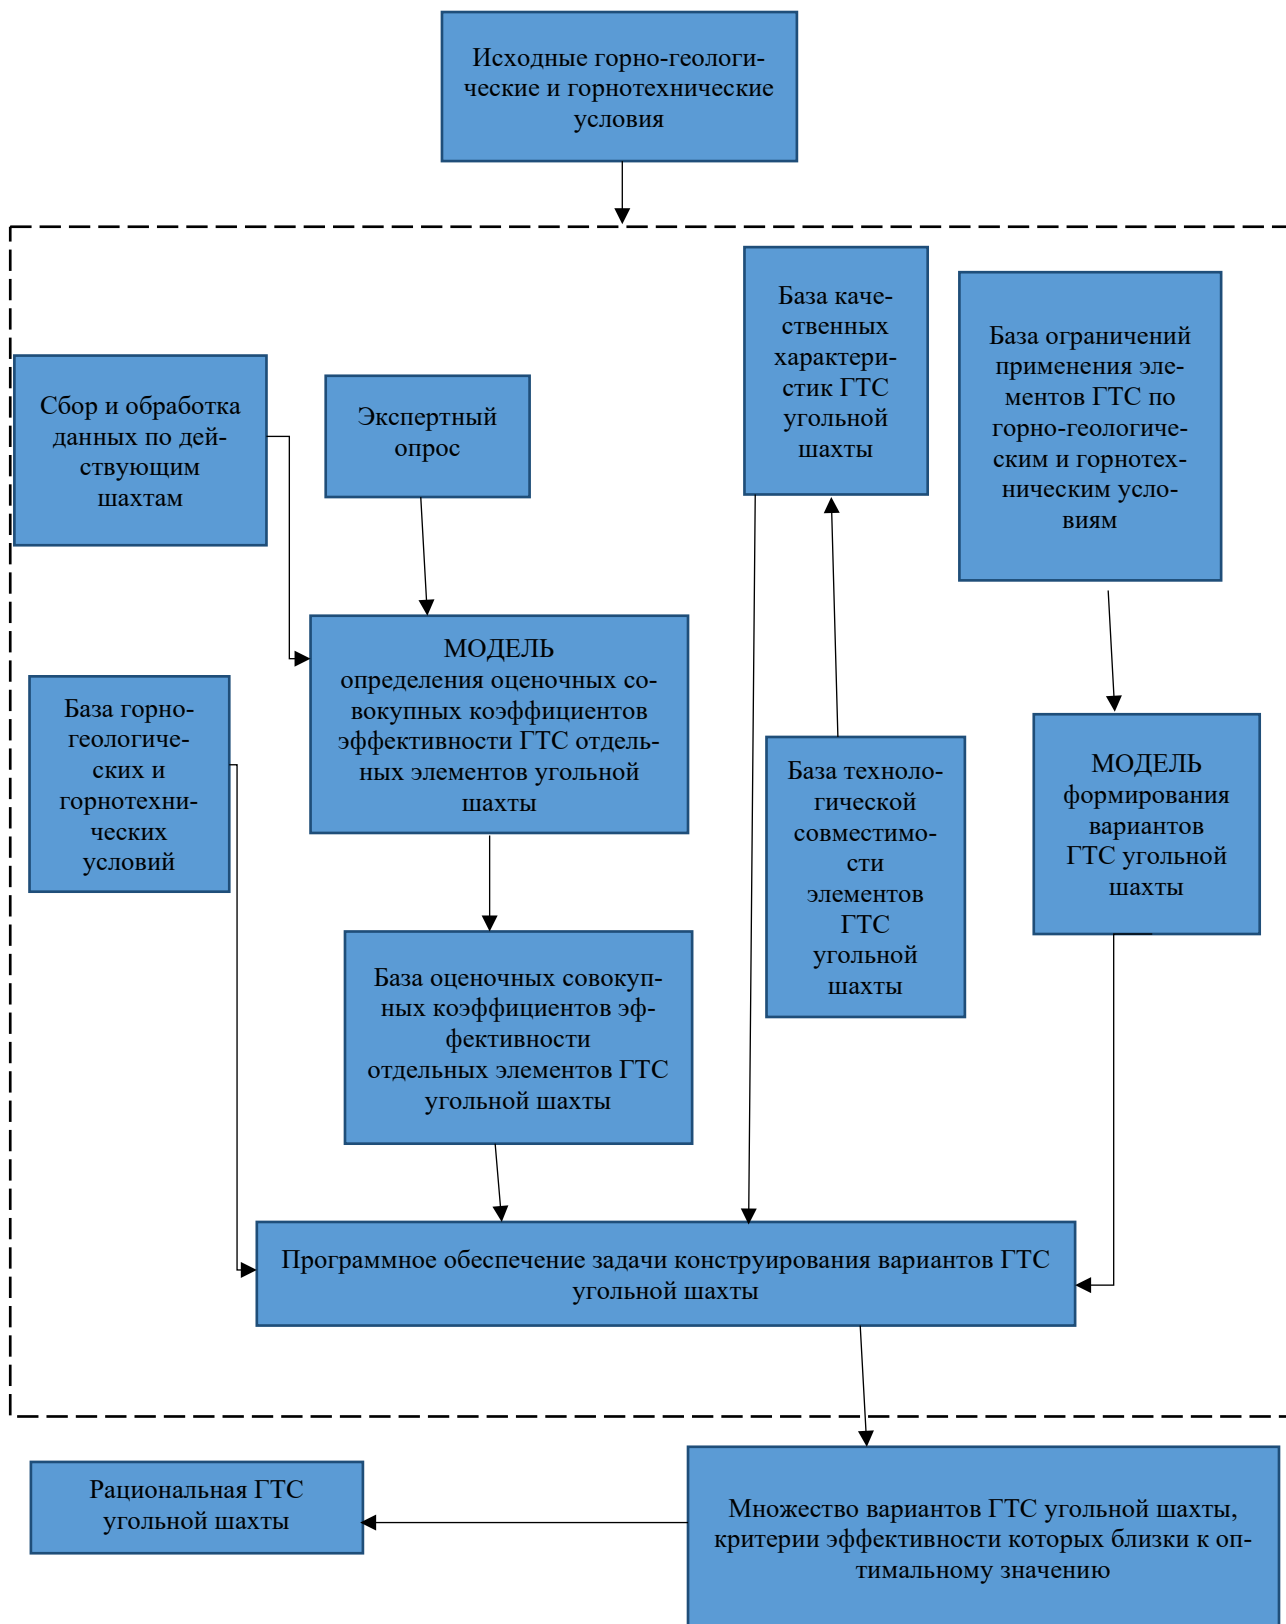 Исходные горно-геологи-
ческие и горнотехнические
условия
База каче-
ственных
характери-
стик ГТС
угольной
шахты
База ограничений
применения эле-
ментов ГТС по
горно-геологиче-
ским и горнотех-
ническим усло-
виям
Сбор и обработка
данных по дей-
ствующим
шахтам
Экспертный
опрос
МОДЕЛЬ
определения оценочных со-
вокупных коэффициентов
эффективности ГТС отдель-
ных элементов угольной
шахты
База горно-
геологиче-
ских и
горнотехни-
ческих
условий
База техноло-
гической
совместимо-
сти
элементов
ГТС
угольной
шахты
МОДЕЛЬ
формирования
вариантов
ГТС угольной
шахты
База оценочных совокуп-
ных коэффициентов эф-
фективности
отдельных элементов ГТС
угольной шахты
Программное обеспечение задачи конструирования вариантов ГТС
угольной шахты
Рациональная ГТС
угольной шахты
Множество вариантов ГТС угольной шахты,
критерии эффективности которых близки к оп-
тимальному значению